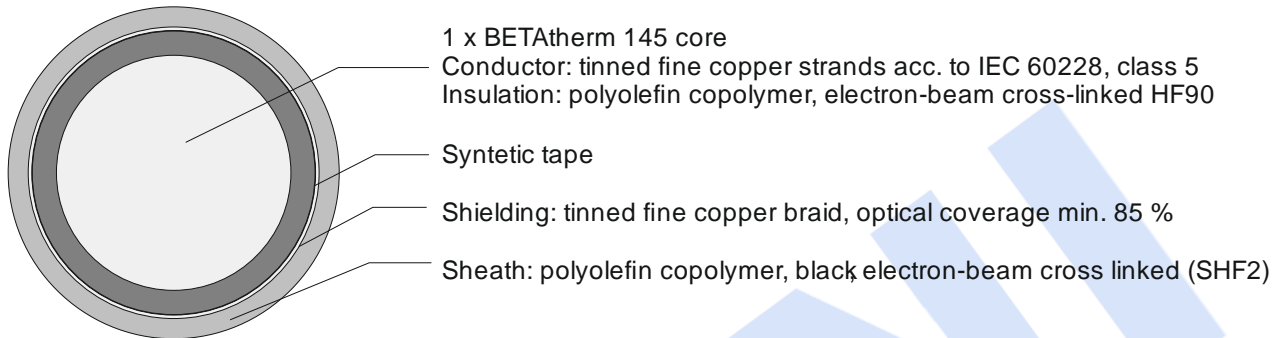 1 x BETAtherm 145 core
Conductor: tinned fine copper strands acc. to IEC 60228, class 5
Insulation: polyolefin copolymer, electron-beam cross-linked HF90
Syntetic tape
Shielding: tinned fine copper braid, optical coverage min. 85 %
Sheath: polyolefin copolymer, black, electron-beam cross linked (SHF2)